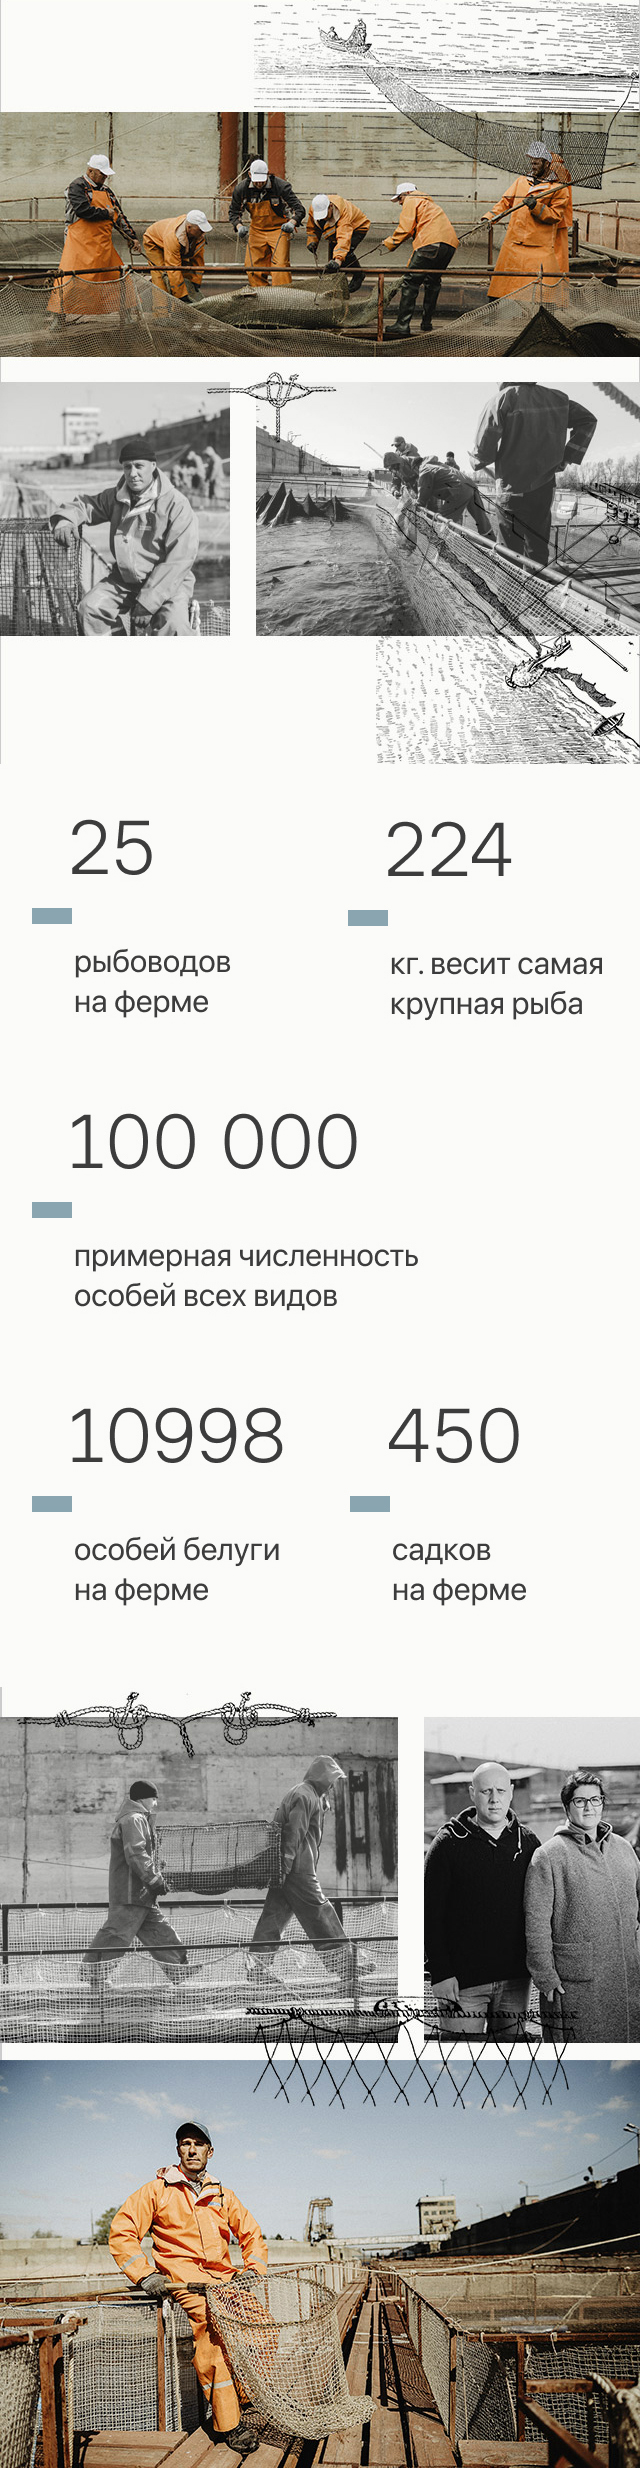 25
рыбоводов
на ферме
224
кг. весит самая
крупная рыба
100 000
примерная численность
особей всех видов
10998
особей белуги
на ферме
450
садков
на ферме